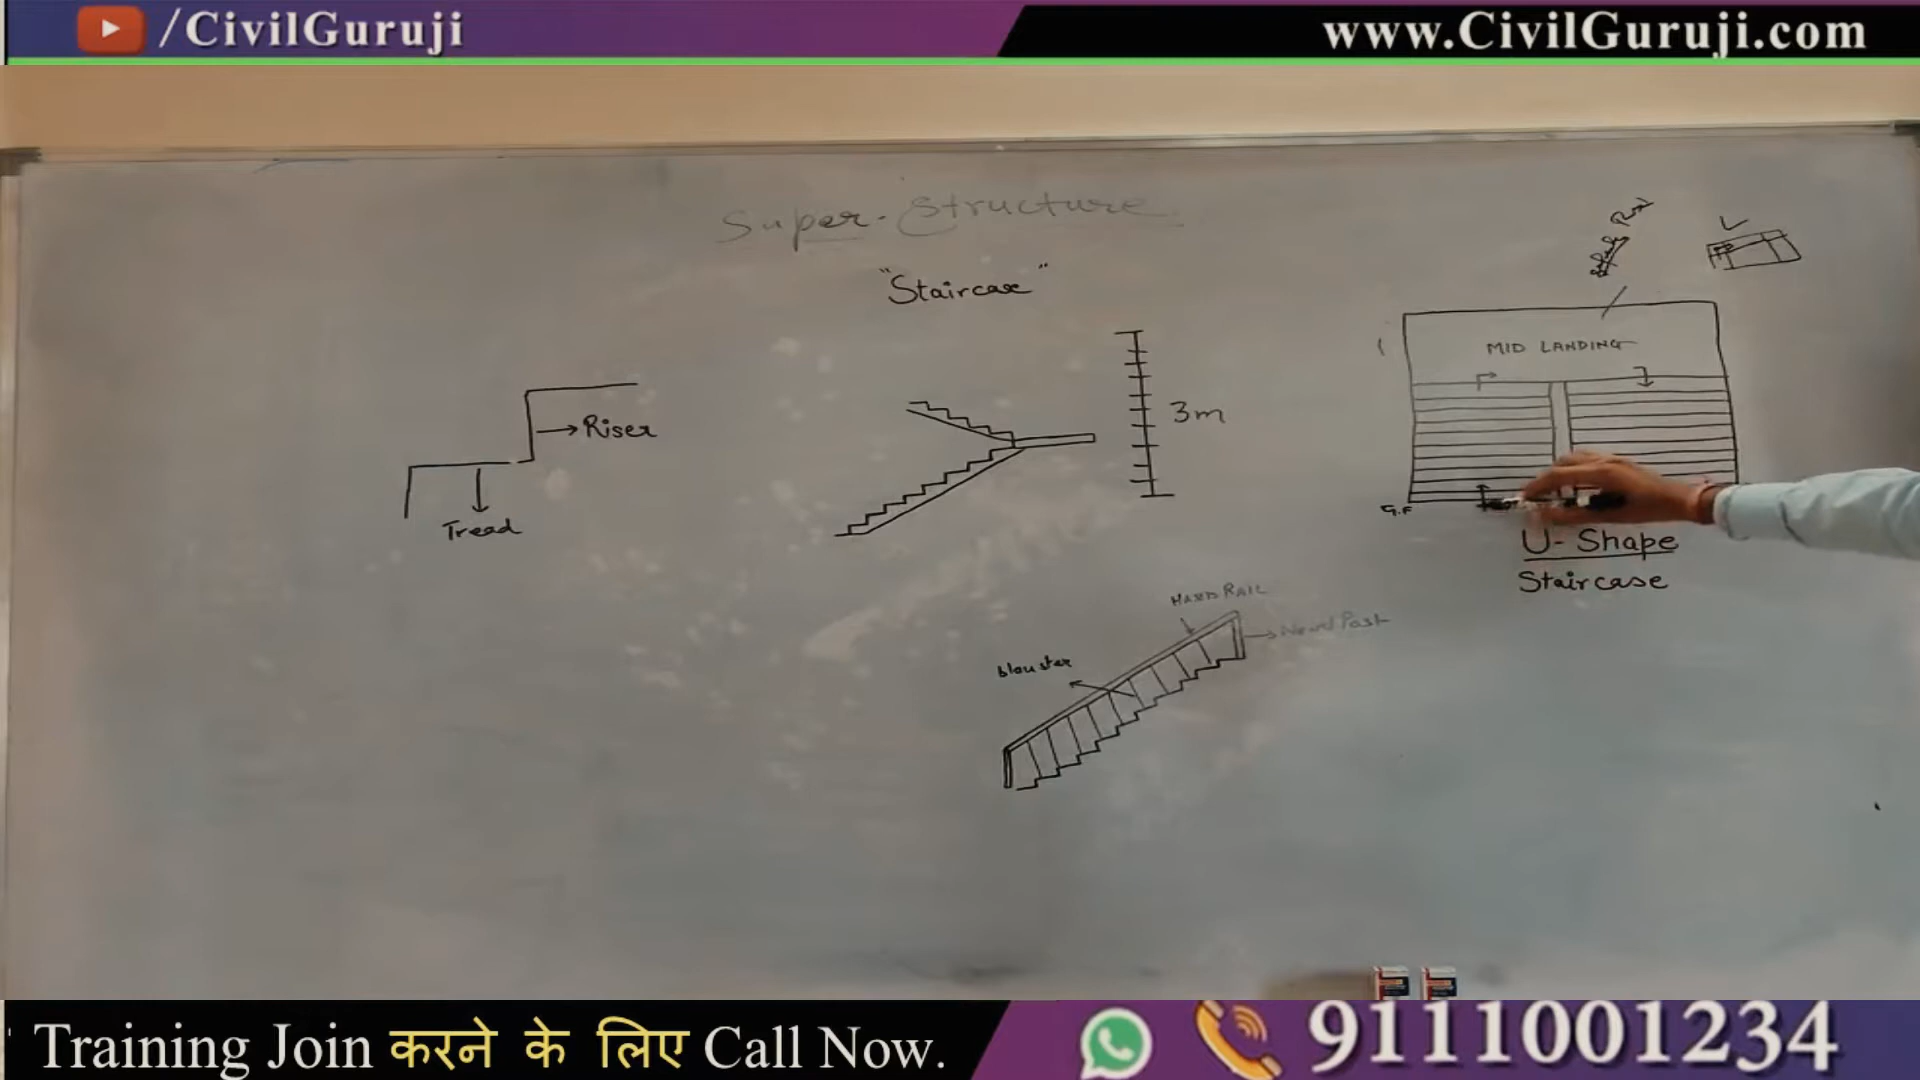 /CivilGuruji
www.CivilGuruji.com
Super-Structure
"Staircase"
MID LANDING
3m
Riser
Tread
G.F
U-Shape
Staircase
HAND RAIL
Newel Post
blouster
Training Join करने के लिए Call Now.
9111001234